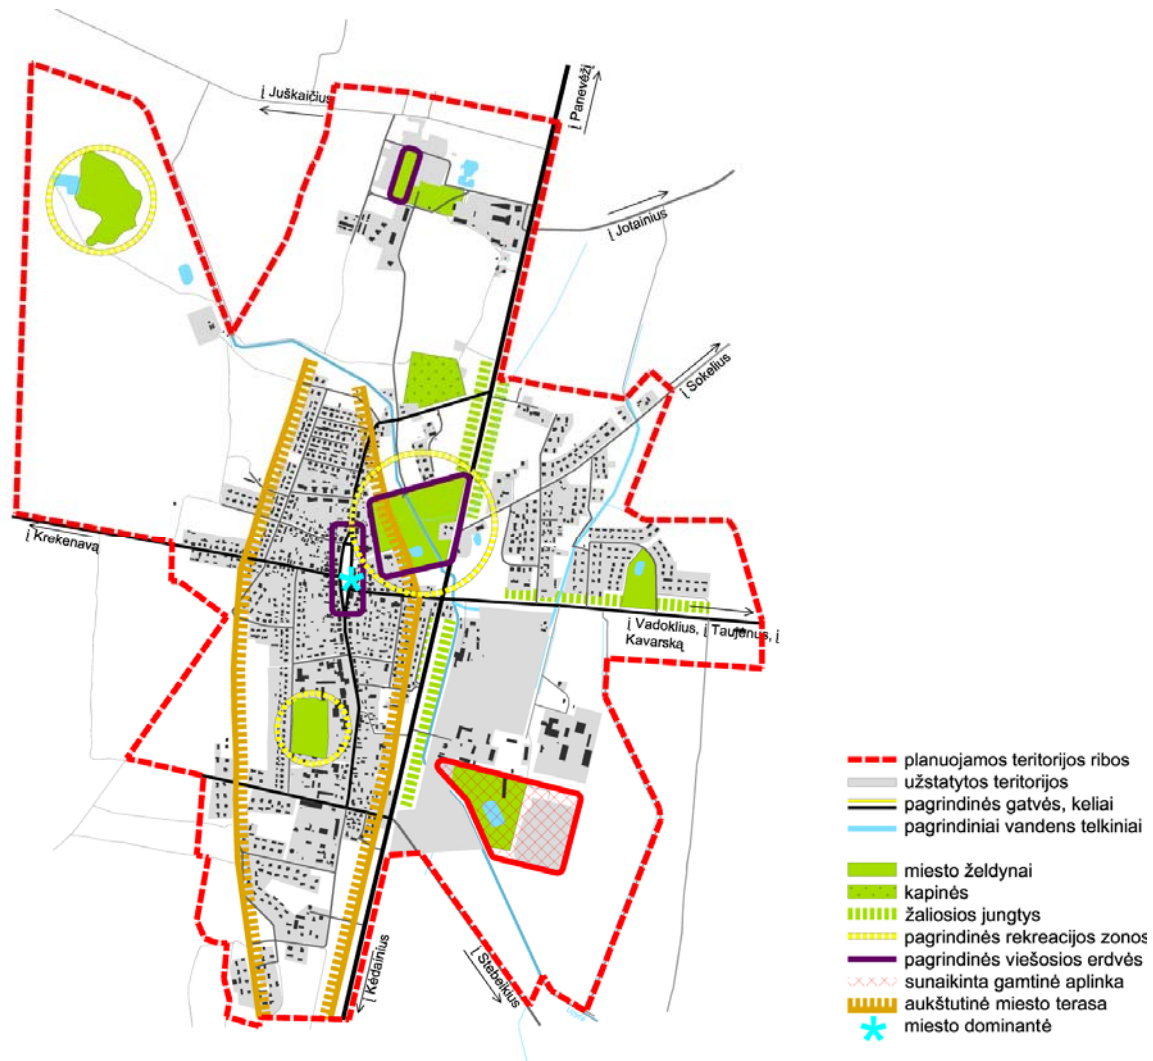 į Juškaičius
į Panevėžį
į Jotainius
į Sokelius
į Krekenavą
į Vadoklius, į Taujėnus, į
Kavarską
į Kėdainius
į Stebeikius
planuojamos teritorijos ribos
užstatytos teritorijos
pagrindinės gatvės, keliai
pagrindiniai vandens telkiniai
miesto želdynai
kapinės
žaliosios jungtys
pagrindinės rekreacijos zonos
pagrindinės viešosios erdvės
sunaikinta gamtinė aplinka
aukštutinė miesto terasa
miesto dominantė